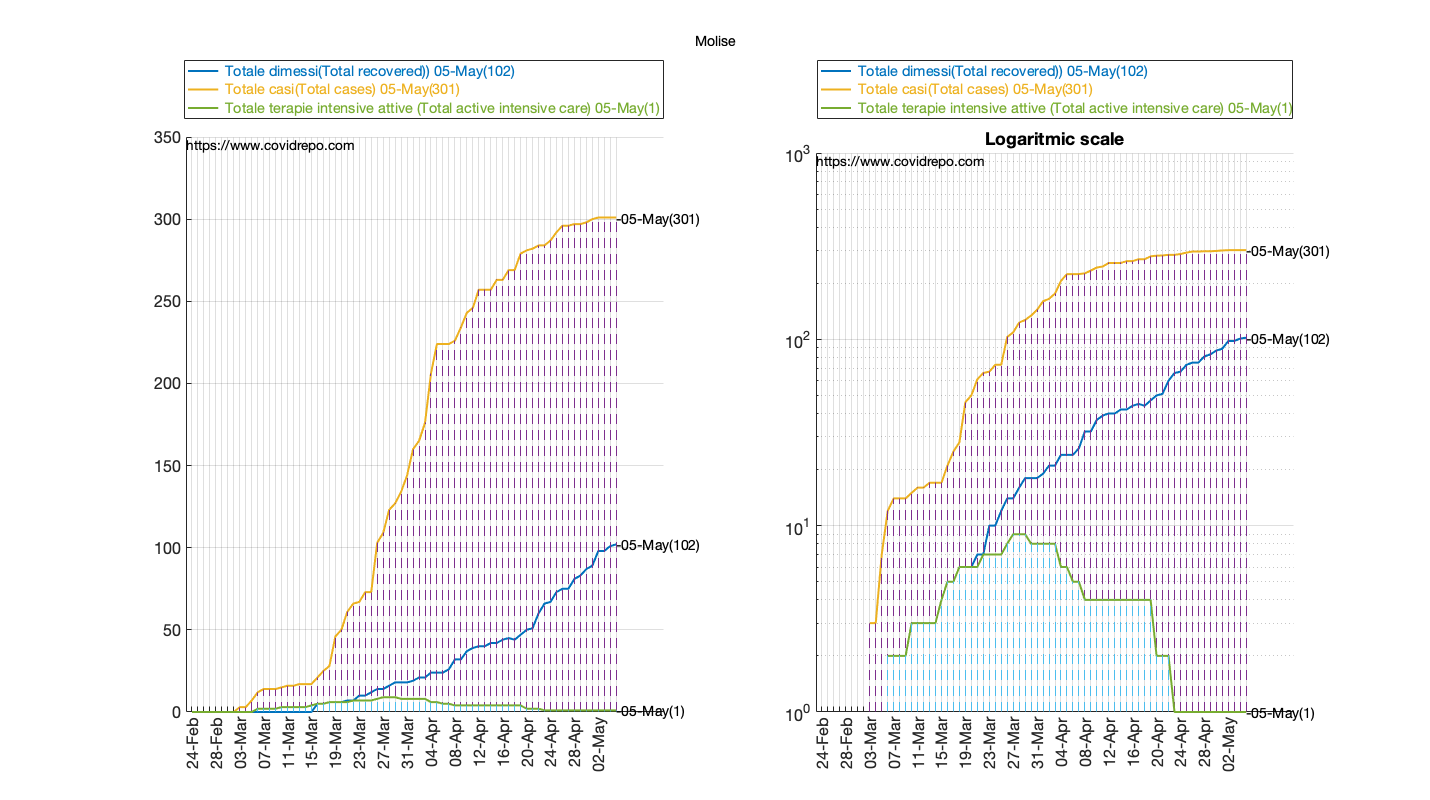 Molise
Totale dimessi(Total recovered)) 05-May(102)
Totale casi(Total cases) 05-May(301)
Totale terapie intensive attive (Total active intensive care) 05-May(1)
https://www.covidrepo.com
350
300
250
200
150
100
50
0
05-May(301)
05-May(102)
05-May(1)
24-Feb
28-Feb
03-Mar
07-Mar
11-Mar
15-Mar
19-Mar
23-Mar
27-Mar
31-Mar
04-Apr
08-Apr
12-Apr
16-Apr
20-Apr
24-Apr
28-Apr
02-May
Totale dimessi(Total recovered)) 05-May(102)
Totale casi(Total cases) 05-May(301)
Totale terapie intensive attive (Total active intensive care) 05-May(1)
Logaritmic scale
https://www.covidrepo.com
10^3
10^2
10^1
10^0
05-May(301)
05-May(102)
05-May(1)
24-Feb
28-Feb
03-Mar
07-Mar
11-Mar
15-Mar
19-Mar
23-Mar
27-Mar
31-Mar
04-Apr
08-Apr
12-Apr
16-Apr
20-Apr
24-Apr
28-Apr
02-May